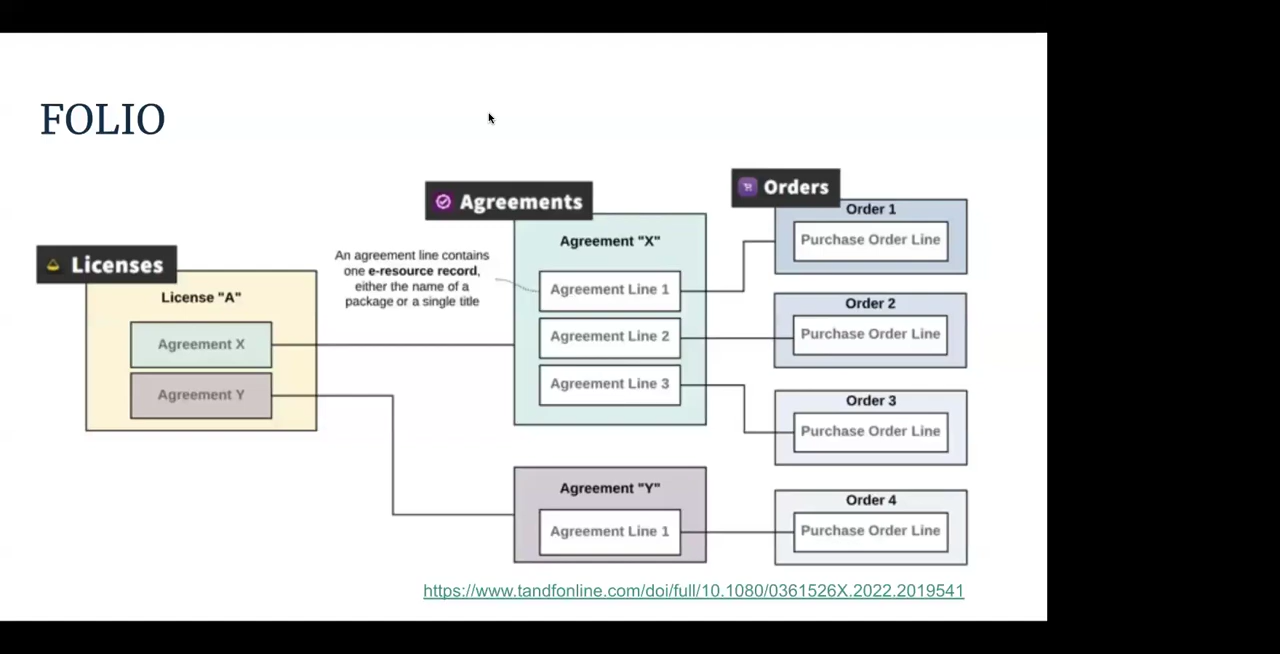 FOLIO
Licenses
License "A"
Agreement X
Agreement Y
An agreement line contains
one e-resource record,
either the name of a
package or a single title
Agreements
Agreement "X"
Agreement Line 1
Agreement Line 2
Agreement Line 3
Agreement "Y"
Agreement Line 1
Orders
Order 1
Purchase Order Line
Order 2
Purchase Order Line
Order 3
Purchase Order Line
Order 4
Purchase Order Line
https://www.tandfonline.com/doi/full/10.1080/0361526X.2022.2019541